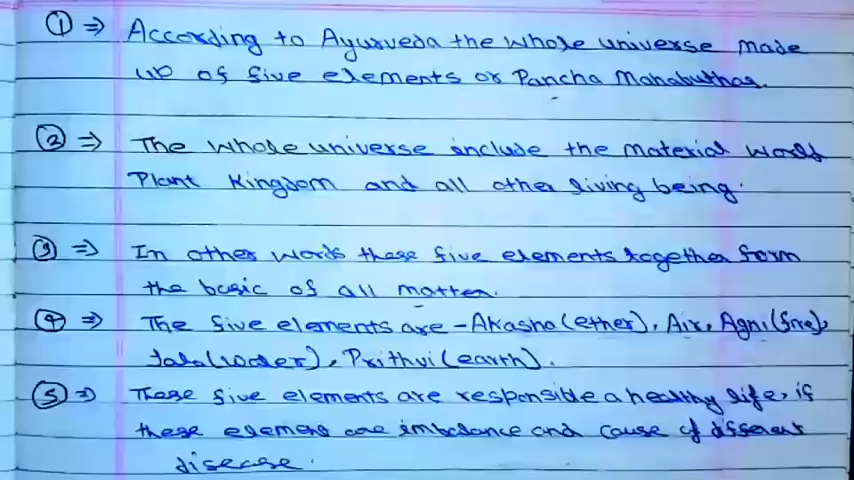 ① ⇒ According to Ayurveda the whole universe made
up of five elements or Pancha Mahabuthas.
② ⇒ The whole universe include the material world
Plant Kingdom and all other living being.
③ ⇒ In other words these five elements together form
the basic of all matter.
④ ⇒ The five elements are - Akasha (ether), Air, Agni (fire),
Jala (water), Prithvi (earth).
⑤ ⇒ These five elements are responsible a healthy life, if
these element are imbalance and cause of different
disease.